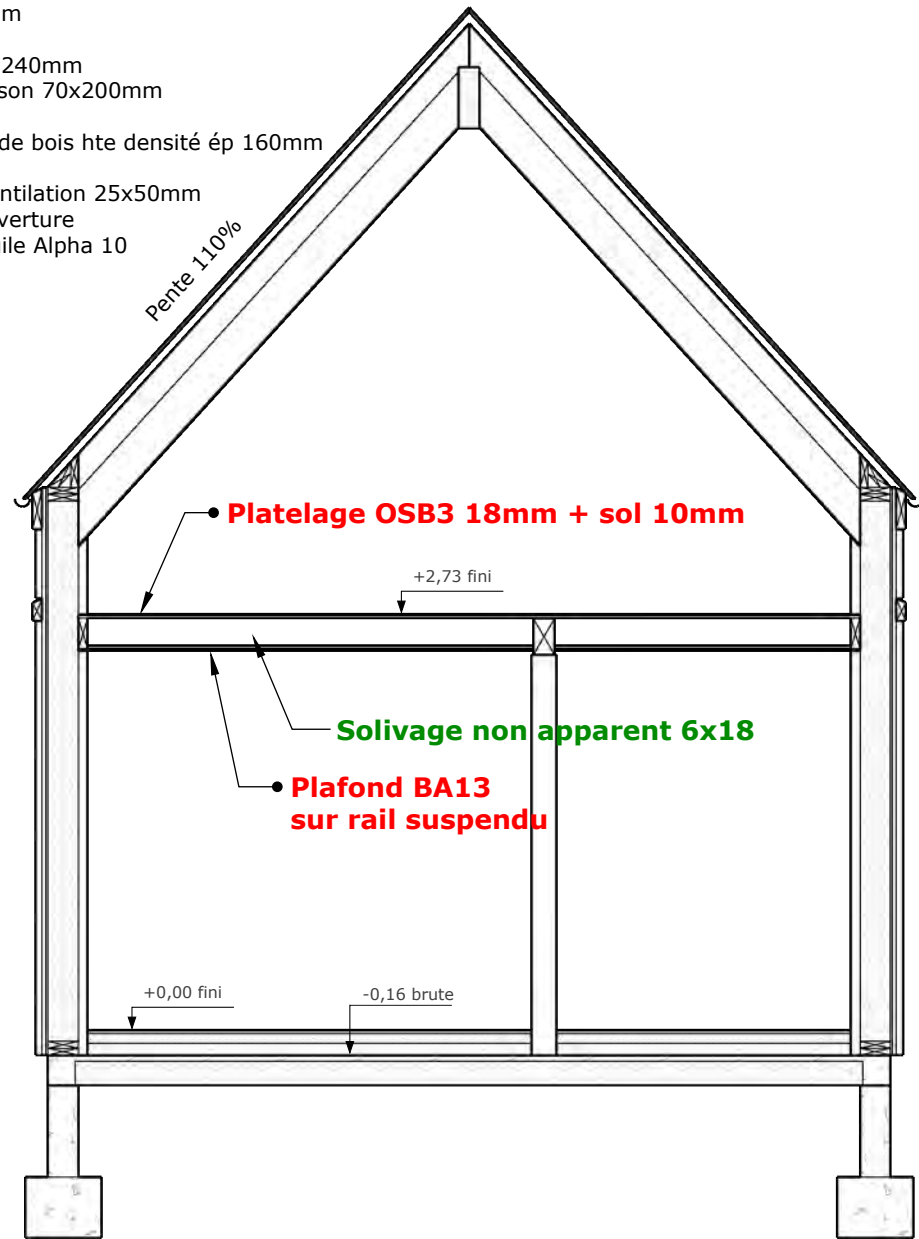 m
240mm
son 70x200mm
de bois hte densité ép 160mm
ntilation 25x50mm
verture
ile Alpha 10
Pente 110%
Platelage OSB3 18mm + sol 10mm
+2,73 fini
Solivage non apparent 6x18
Plafond BA13
sur rail suspendu
+0,00 fini
-0,16 brute